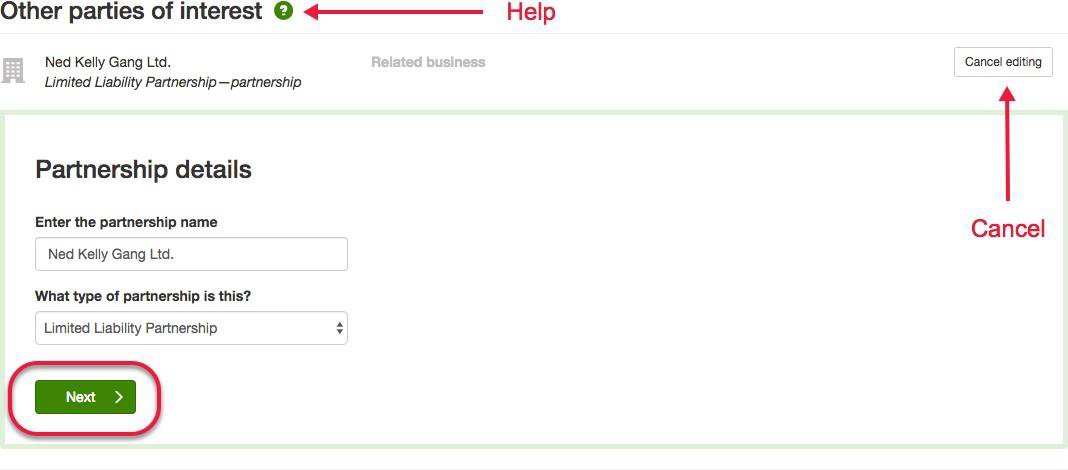 Other parties of interest ?
Help
Ned Kelly Gang Ltd.
Related business
Cancel editing
Limited Liability Partnership—partnership
Partnership details
Cancel
Enter the partnership name
Ned Kelly Gang Ltd.
What type of partnership is this?
Limited Liability Partnership
Next